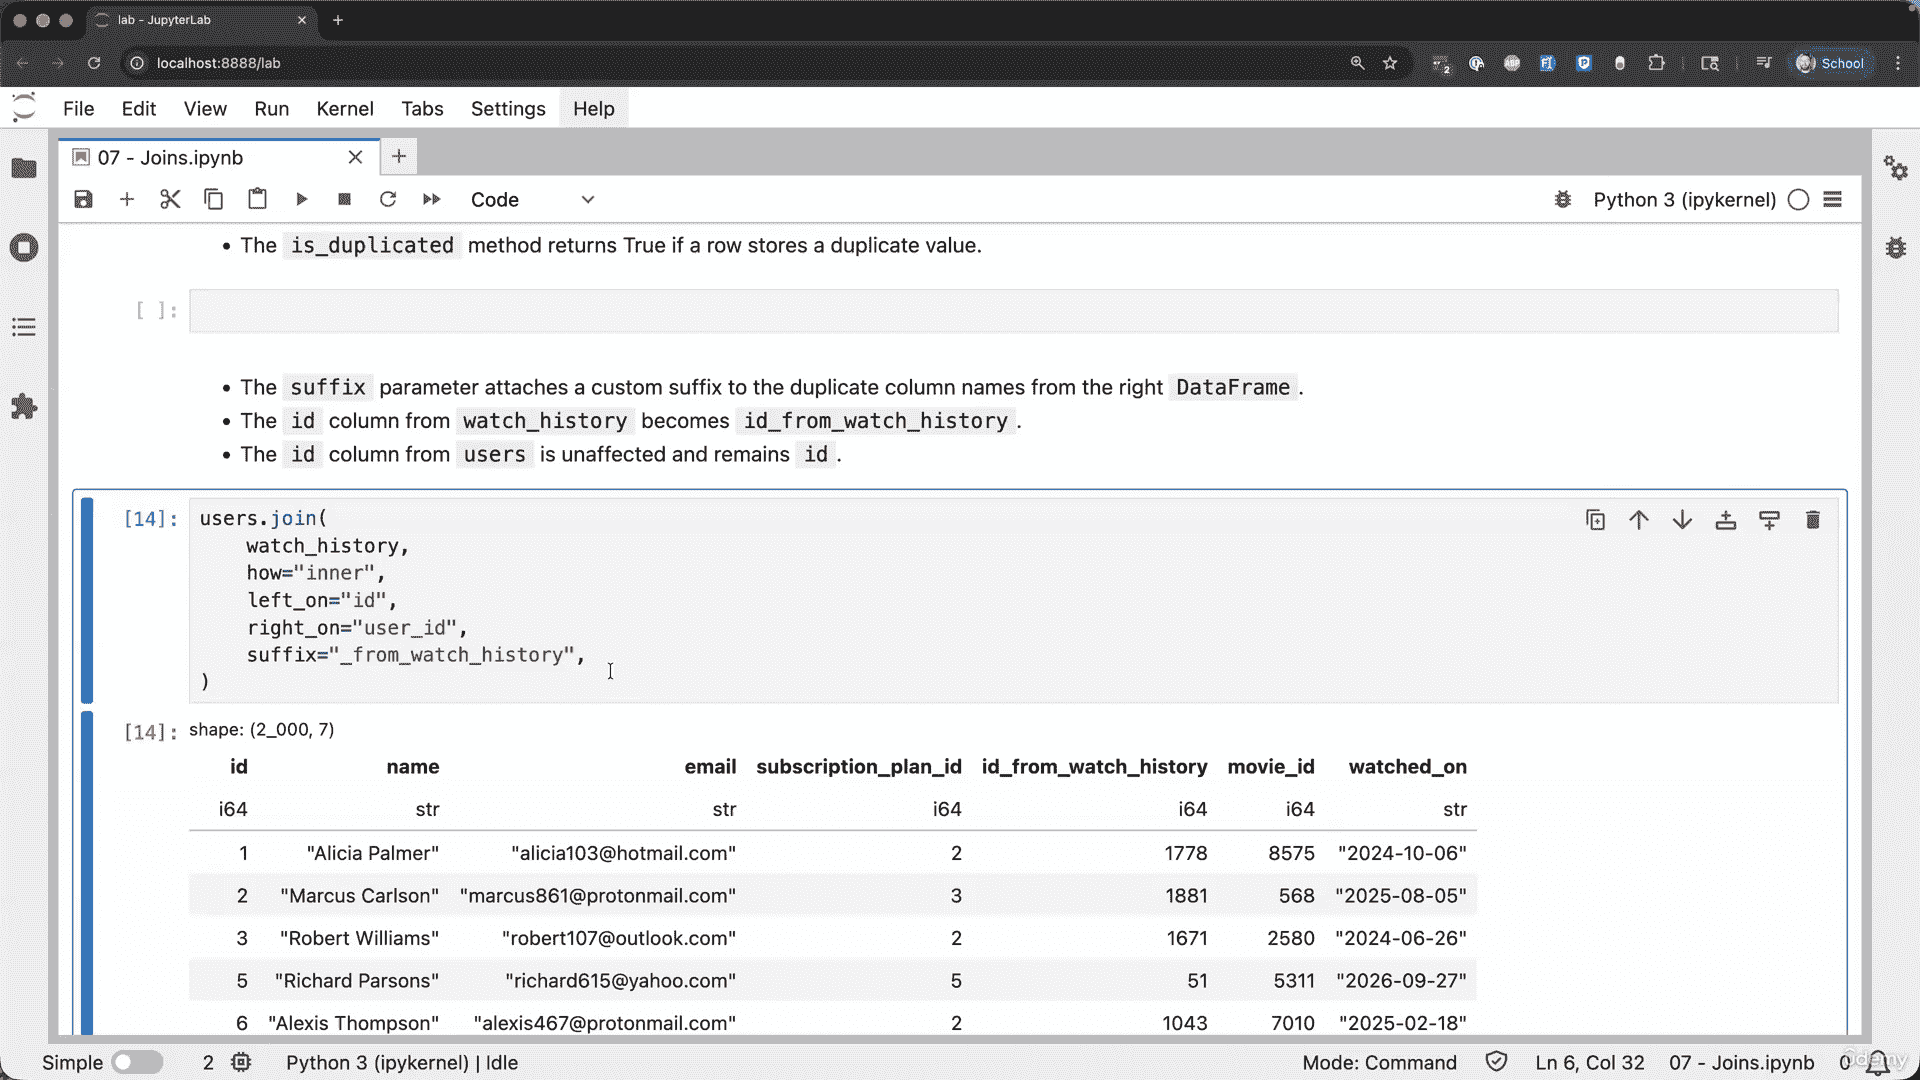 lab - JupyterLab
localhost:8888/lab
2
ABP
School
File Edit View Run Kernel Tabs Settings Help
07 - Joins.ipynb
Code
Python 3 (ipykernel)
• The is_duplicated method returns True if a row stores a duplicate value.
[ ]:
• The suffix parameter attaches a custom suffix to the duplicate column names from the right DataFrame.
• The id column from watch_history becomes id_from_watch_history.
• The id column from users is unaffected and remains id.
[14]: users.join(
watch_history,
how="inner",
left_on="id",
right_on="user_id",
suffix="_from_watch_history",
)
[14]: shape: (2_000, 7)
id name email subscription_plan_id id_from_watch_history movie_id watched_on
i64 str str i64 i64 i64 str
1 "Alicia Palmer" "alicia103@hotmail.com" 2 1778 8575 "2024-10-06"
2 "Marcus Carlson" "marcus861@protonmail.com" 3 1881 568 "2025-08-05"
3 "Robert Williams" "robert107@outlook.com" 2 1671 2580 "2024-06-26"
5 "Richard Parsons" "richard615@yahoo.com" 5 51 5311 "2026-09-27"
6 "Alexis Thompson" "alexis467@protonmail.com" 2 1043 7010 "2025-02-18"
Simple 2 Python 3 (ipykernel) | Idle Mode: Command Ln 6, Col 32 07 - Joins.ipynb 0
Udemy